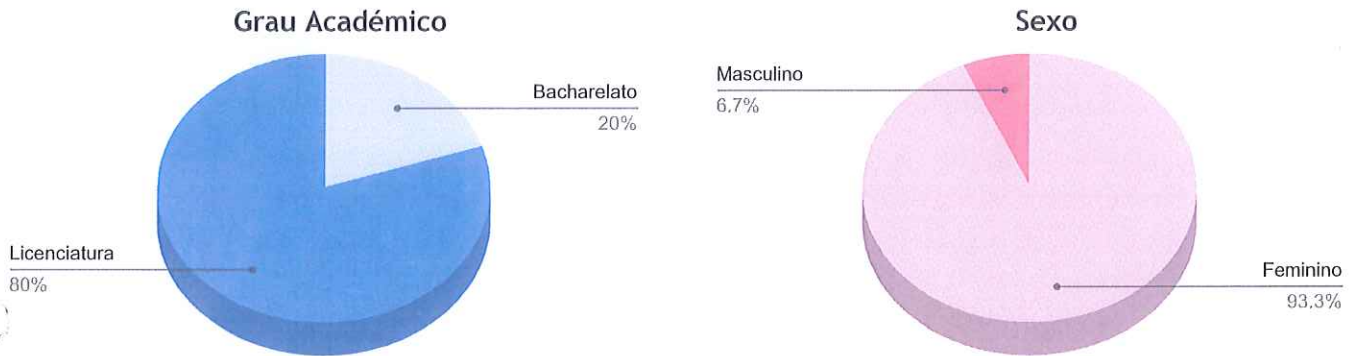 Grau Académico
Bacharelato
20%
Licenciatura
80%
Sexo
Masculino
6.7%
Feminino
93.3%